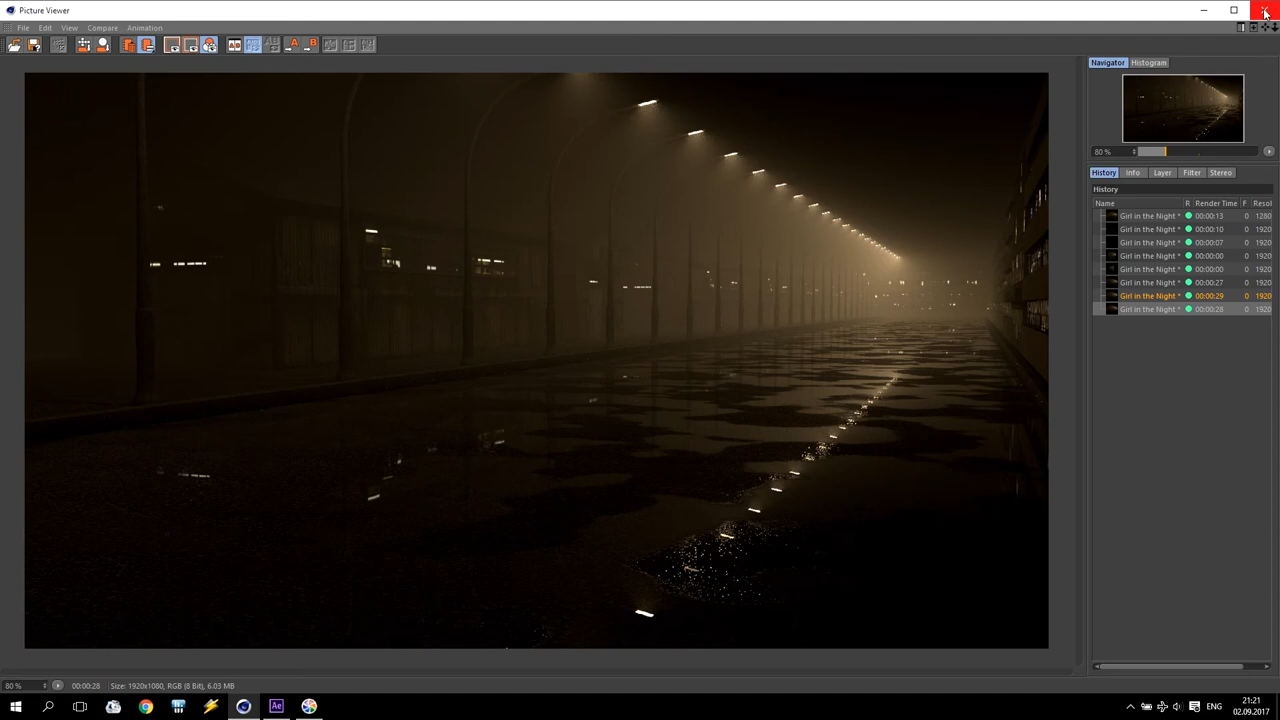 Picture Viewer
File Edit View Compare Animation
Navigator Histogram
80 %
History Info Layer Filter Stereo
History
Name R Render Time F Resol
Girl in the Night * 00:00:13 0 1280
Girl in the Night * 00:00:10 0 1920
Girl in the Night * 00:00:07 0 1920
Girl in the Night * 00:00:00 0 1920
Girl in the Night * 00:00:00 0 1920
Girl in the Night * 00:00:27 0 1920
Girl in the Night * 00:00:29 0 1920
Girl in the Night * 00:00:28 0 1920
80 % 00:00:28 Size: 1920x1080, RGB (8 Bit), 6.03 MB
Ae ENG 21:21
02.09.2017